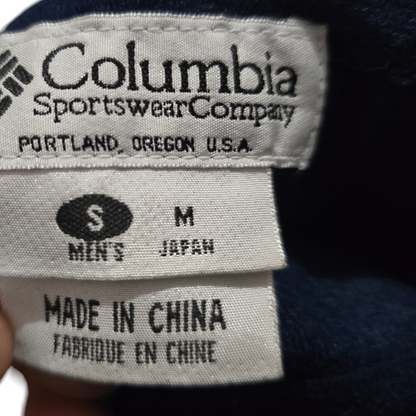 Columbia
SportswearCompany
PORTLAND, OREGON U.S.A.
S M
MEN'S JAPAN
MADE IN CHINA
FABRIQUE EN CHINE